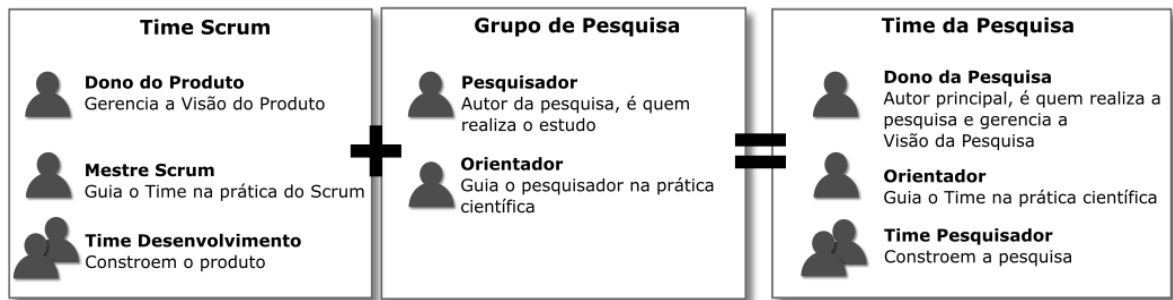 Time Scrum
Dono do Produto
Gerencia a Visão do Produto
Mestre Scrum
Guia o Time na prática do Scrum
Time Desenvolvimento
Constroem o produto
+
Grupo de Pesquisa
Pesquisador
Autor da pesquisa, é quem
realiza o estudo
Orientador
Guia o pesquisador na prática
científica
=
Time da Pesquisa
Dono da Pesquisa
Autor principal, é quem realiza a
pesquisa e gerencia a
Visão da Pesquisa
Orientador
Guia o Time na prática científica
Time Pesquisador
Constroem a pesquisa